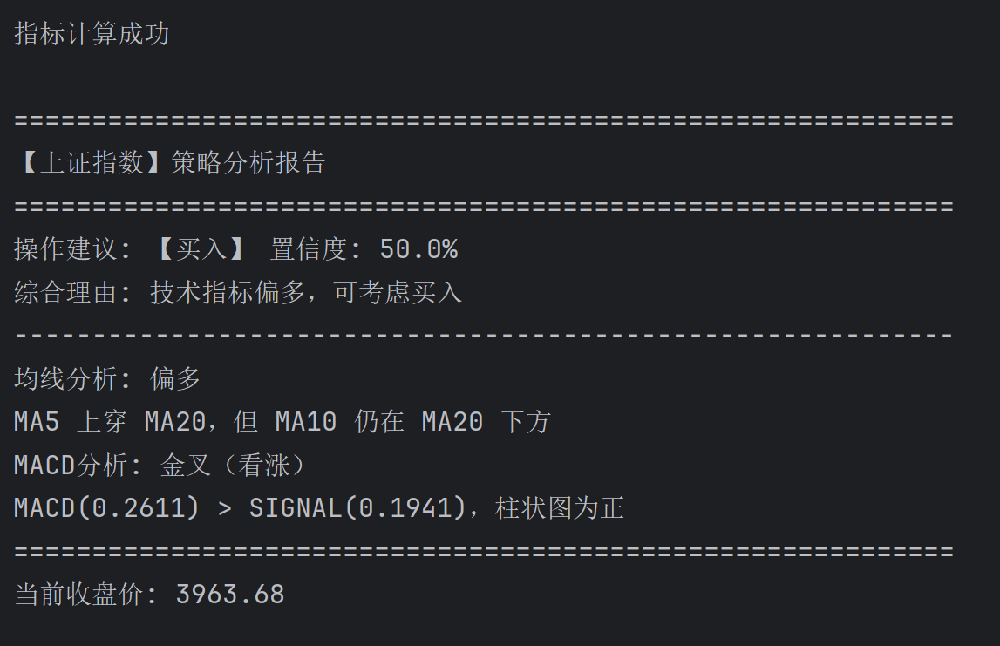 指标计算成功
============================================================
【上证指数】策略分析报告
============================================================
操作建议: 【买入】 置信度: 50.0%
综合理由: 技术指标偏多，可考虑买入
------------------------------------------------------------
均线分析: 偏多
MA5 上穿 MA20，但 MA10 仍在 MA20 下方
MACD分析: 金叉（看涨）
MACD(0.2611) > SIGNAL(0.1941)，柱状图为正
============================================================
当前收盘价: 3963.68